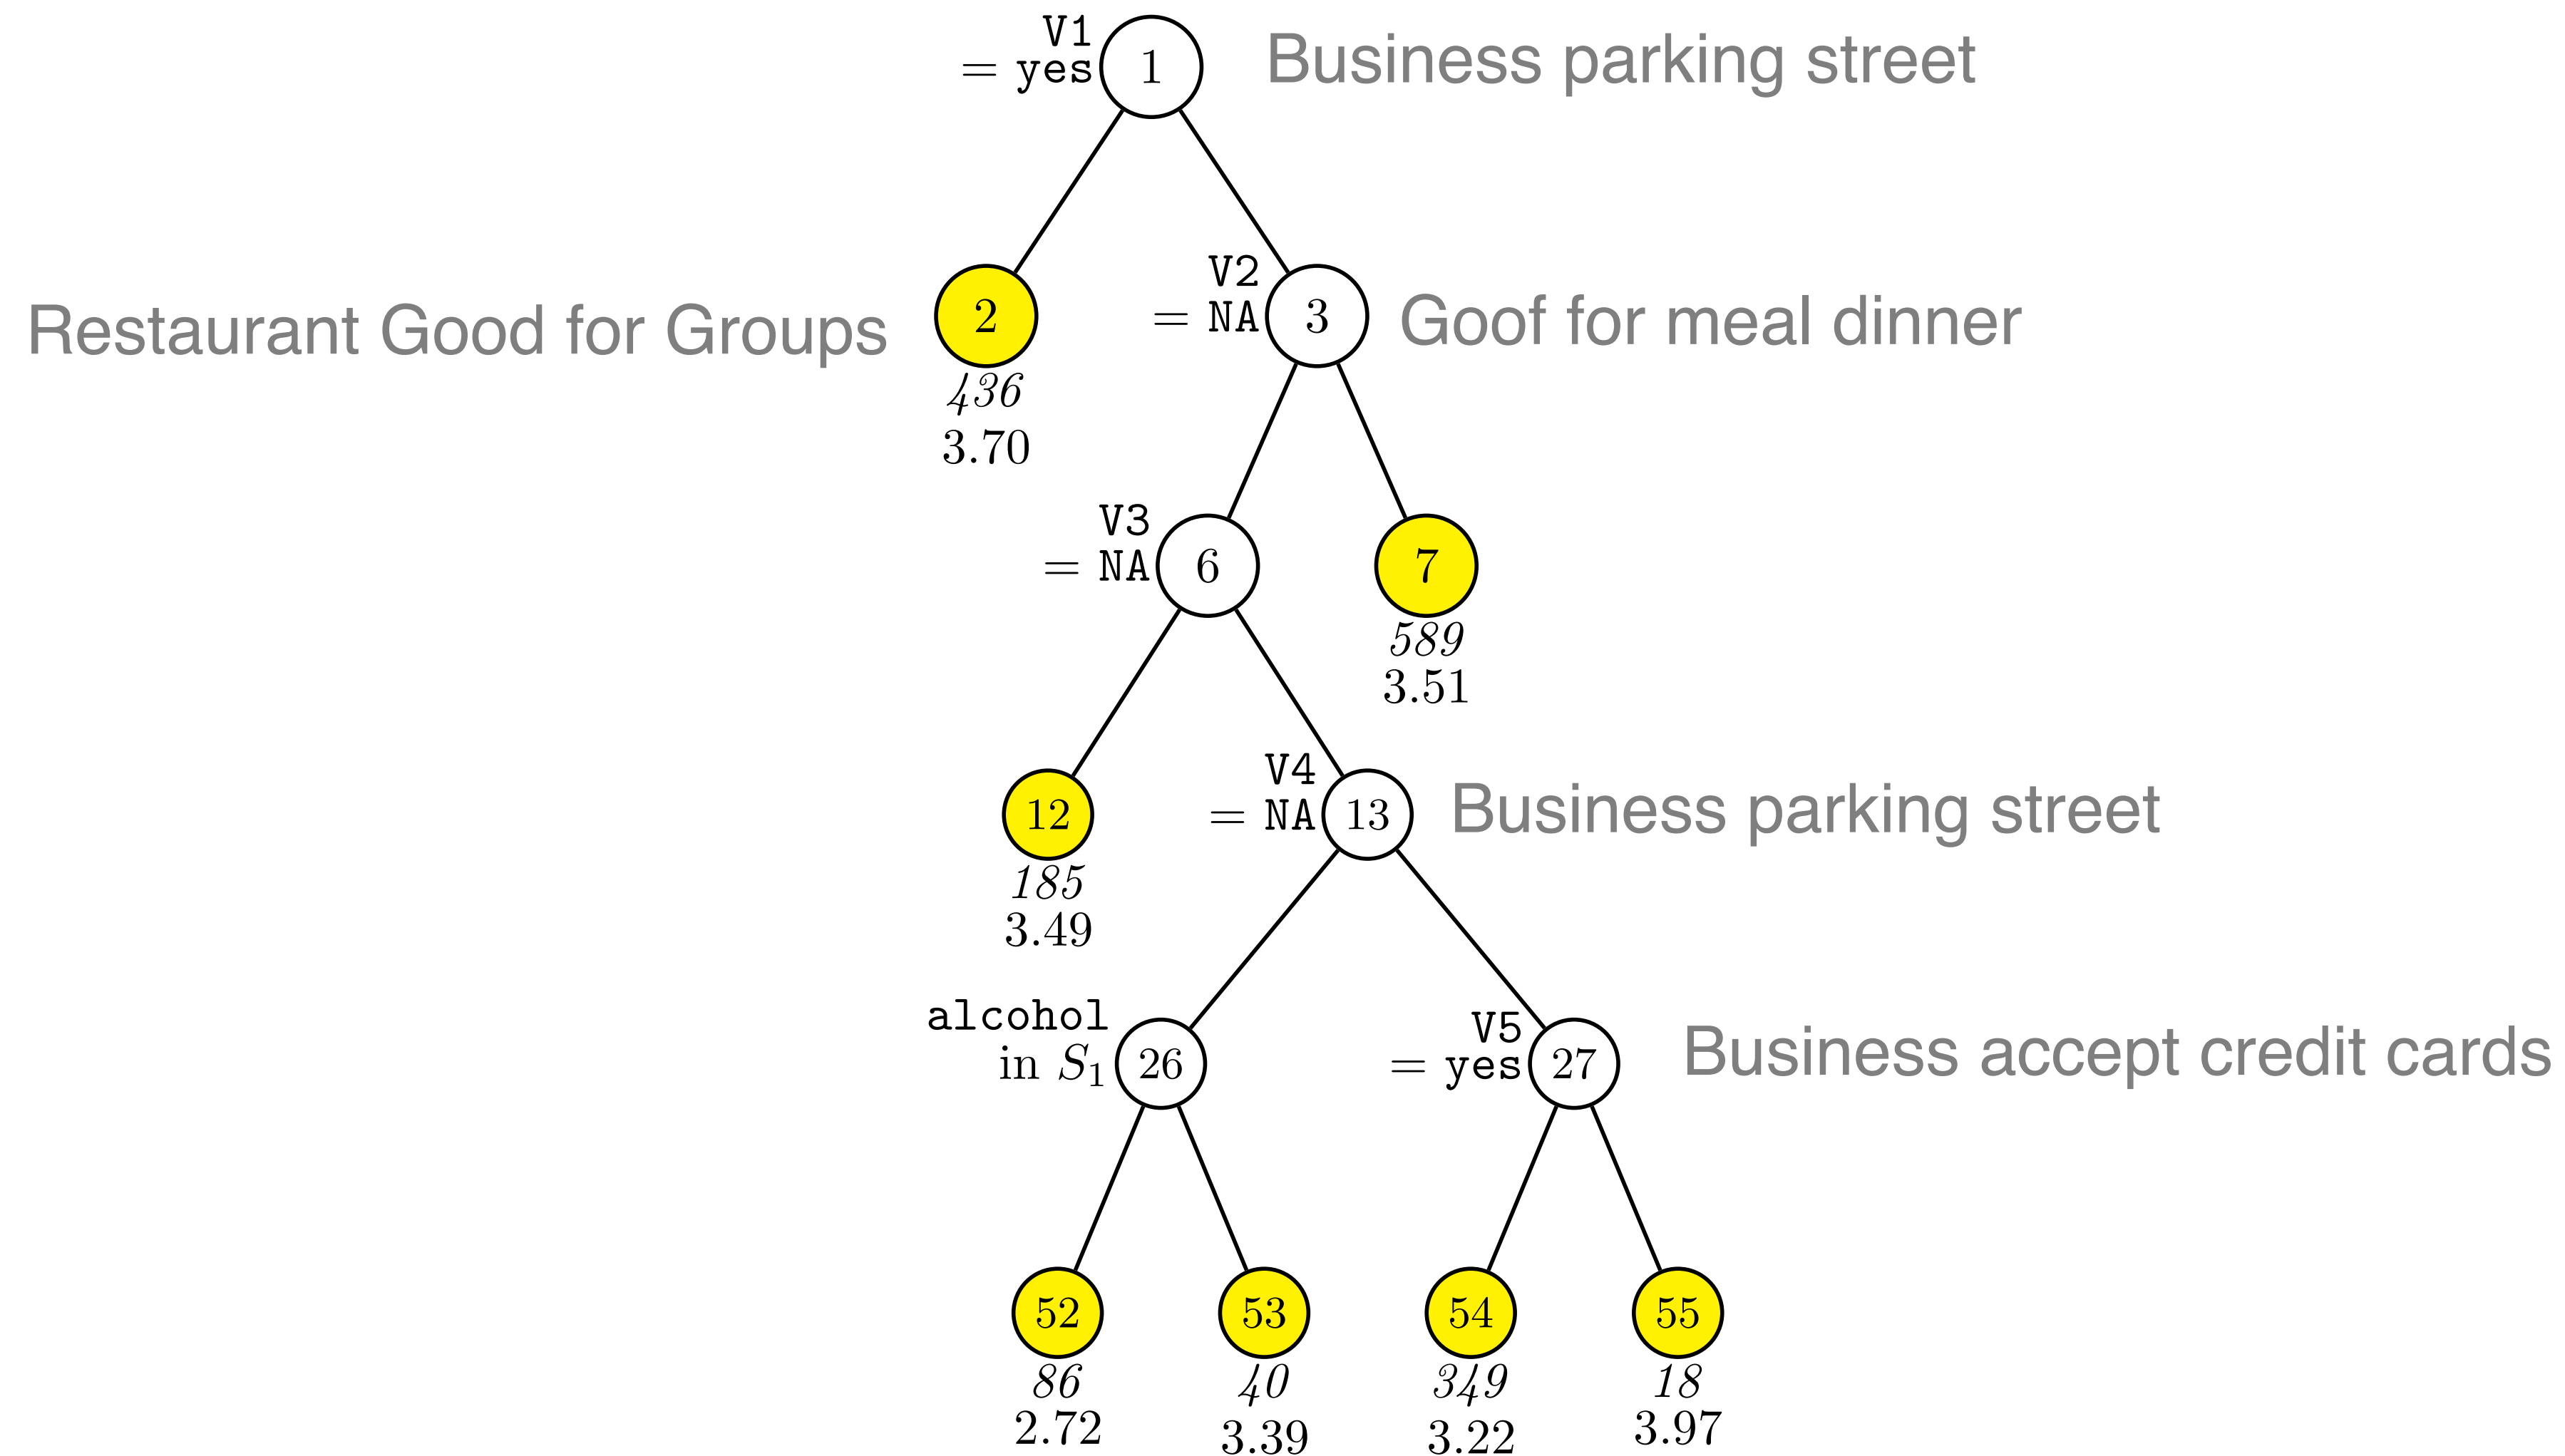 V1
= yes
1
Business parking street
Restaurant Good for Groups
2
436
3.70
V2
= NA
3
Goof for meal dinner
V3
= NA
6
7
589
3.51
12
185
3.49
V4
= NA
13
Business parking street
alcohol
in S₁
26
V5
= yes
27
Business accept credit cards
52
86
2.72
53
40
3.39
54
349
3.22
55
18
3.97